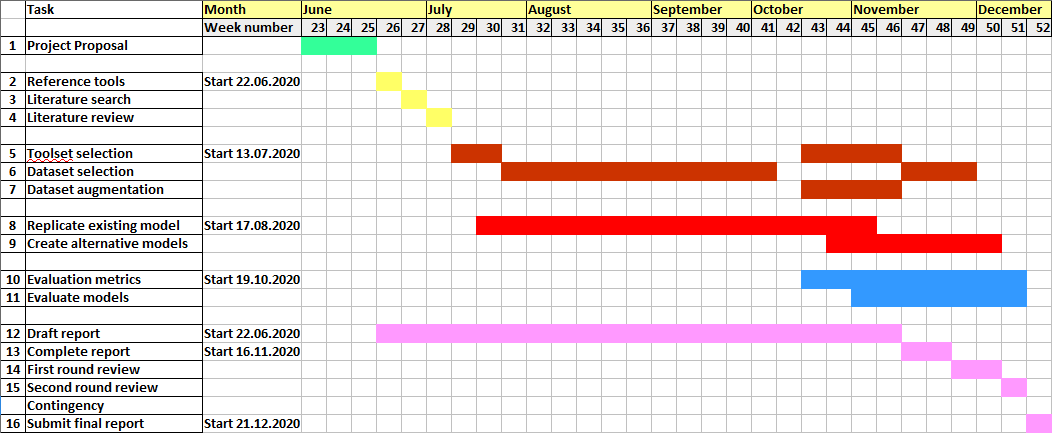 Task Month June July August September October November December
Week number 23 24 25 26 27 28 29 30 31 32 33 34 35 36 37 38 39 40 41 42 43 44 45 46 47 48 49 50 51 52
1 Project Proposal
2 Reference tools Start 22.06.2020
3 Literature search
4 Literature review
5 Toolset selection Start 13.07.2020
6 Dataset selection
7 Dataset augmentation
8 Replicate existing model Start 17.08.2020
9 Create alternative models
10 Evaluation metrics Start 19.10.2020
11 Evaluate models
12 Draft report Start 22.06.2020
13 Complete report Start 16.11.2020
14 First round review
15 Second round review
Contingency
16 Submit final report Start 21.12.2020